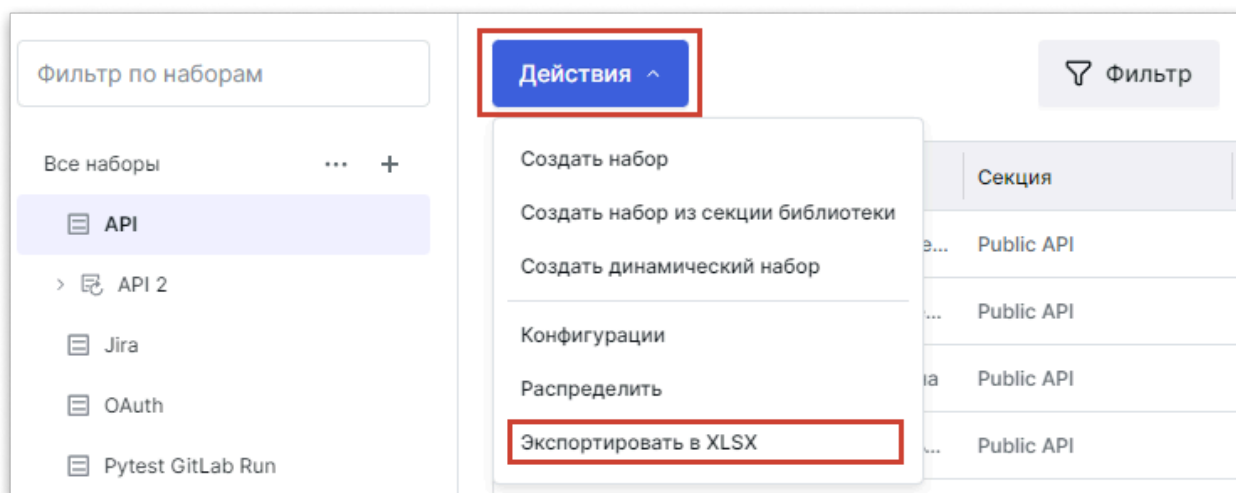 Фильтр по наборам
Действия
Фильтр
Все наборы
API
API 2
Jira
OAuth
Pytest GitLab Run
Создать набор
Создать набор из секции библиотеки
Создать динамический набор
Конфигурации
Распределить
Экспортировать в XLSX
Секция
е... Public API
... Public API
на Public API
... Public API